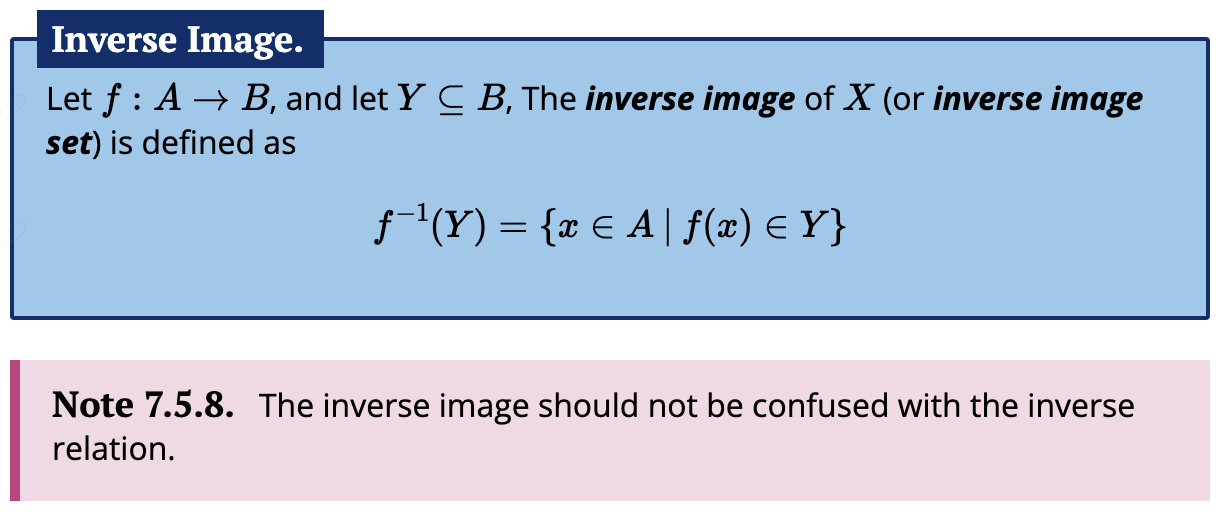 Inverse Image.
Let f : A → B, and let Y ⊆ B, The inverse image of X (or inverse image
set) is defined as
f⁻¹(Y) = {x ∈ A | f(x) ∈ Y}
Note 7.5.8. The inverse image should not be confused with the inverse
relation.